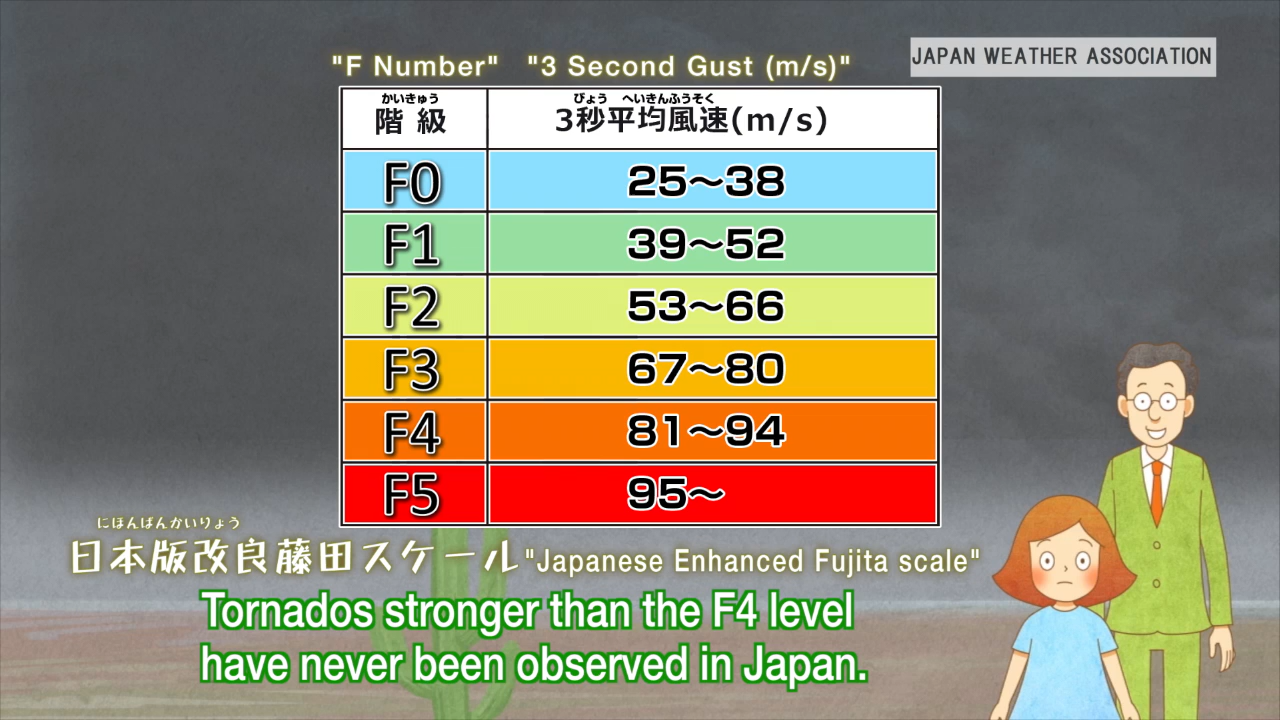 JAPAN WEATHER ASSOCIATION
"F Number" "3 Second Gust (m/s)"
かいきゅう びょう へいきんふうそく
階級 3秒平均風速(m/s)
F0 25～38
F1 39～52
F2 53～66
F3 67～80
F4 81～94
F5 95～
にほんばんかいりょう
日本版改良藤田スケール "Japanese Enhanced Fujita scale"
Tornados stronger than the F4 level
have never been observed in Japan.